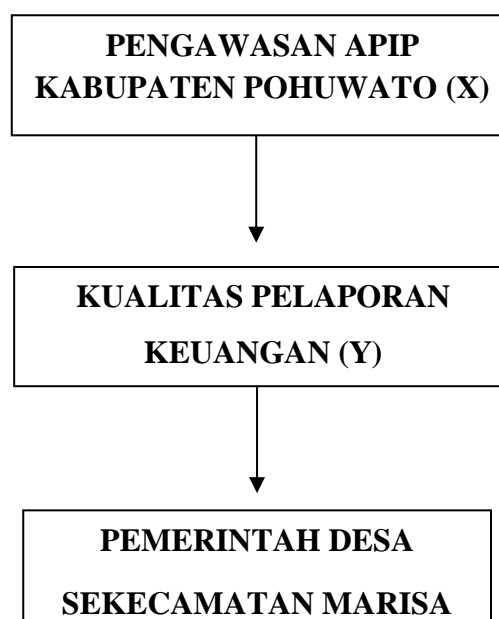 PENGAWASAN APIP
KABUPATEN POHUWATO (X)
KUALITAS PELAPORAN
KEUANGAN (Y)
PEMERINTAH DESA
SEKECAMATAN MARISA